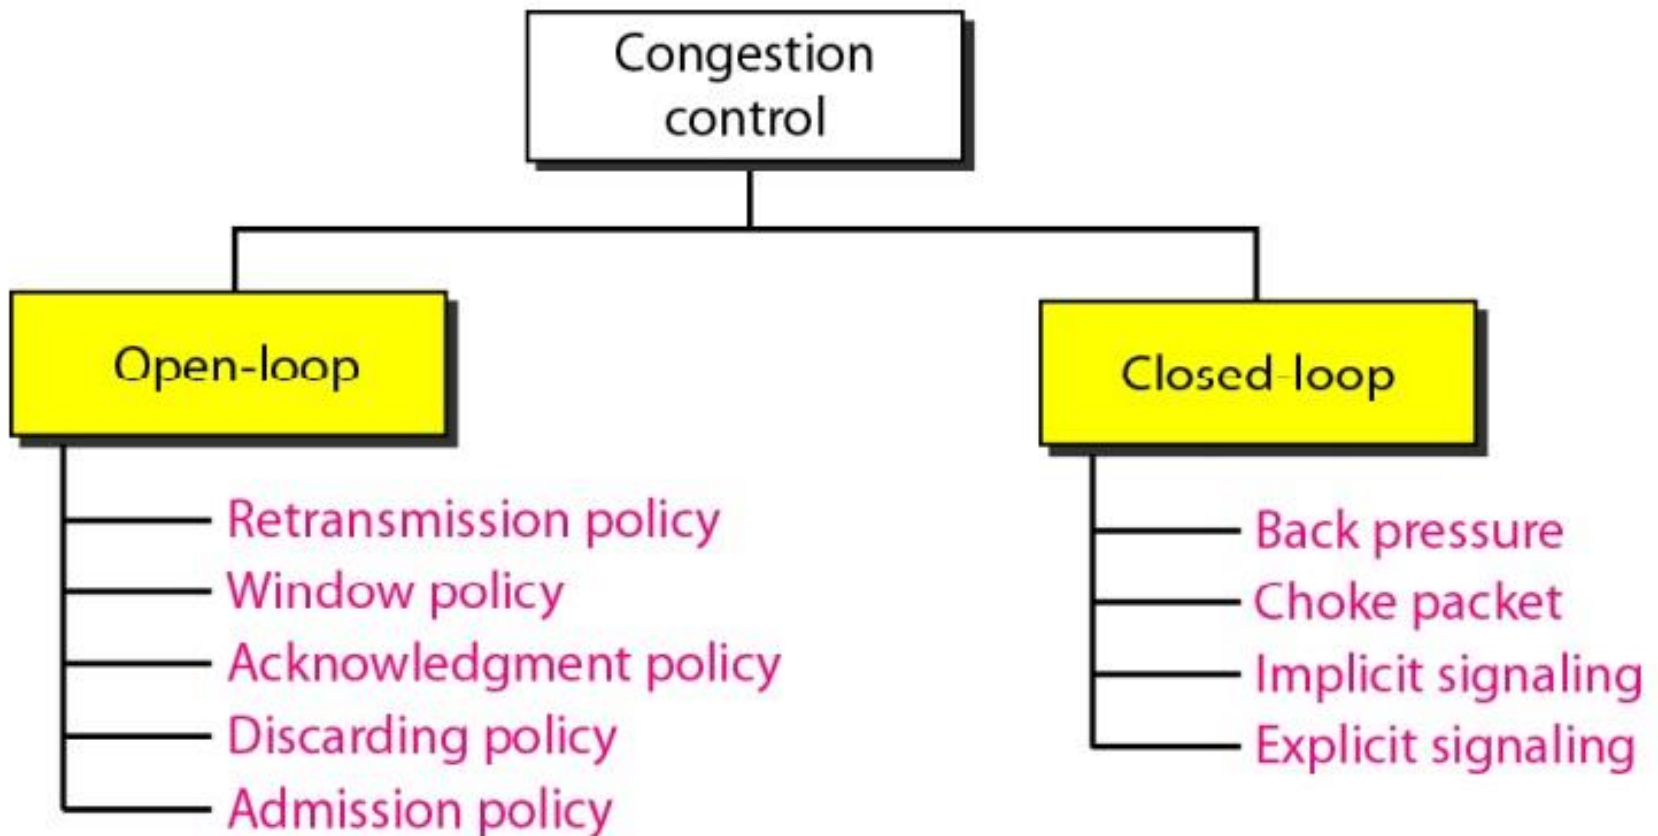 Congestion
control
Open-loop
Retransmission policy
Window policy
Acknowledgment policy
Discarding policy
Admission policy
Closed-loop
Back pressure
Choke packet
Implicit signaling
Explicit signaling